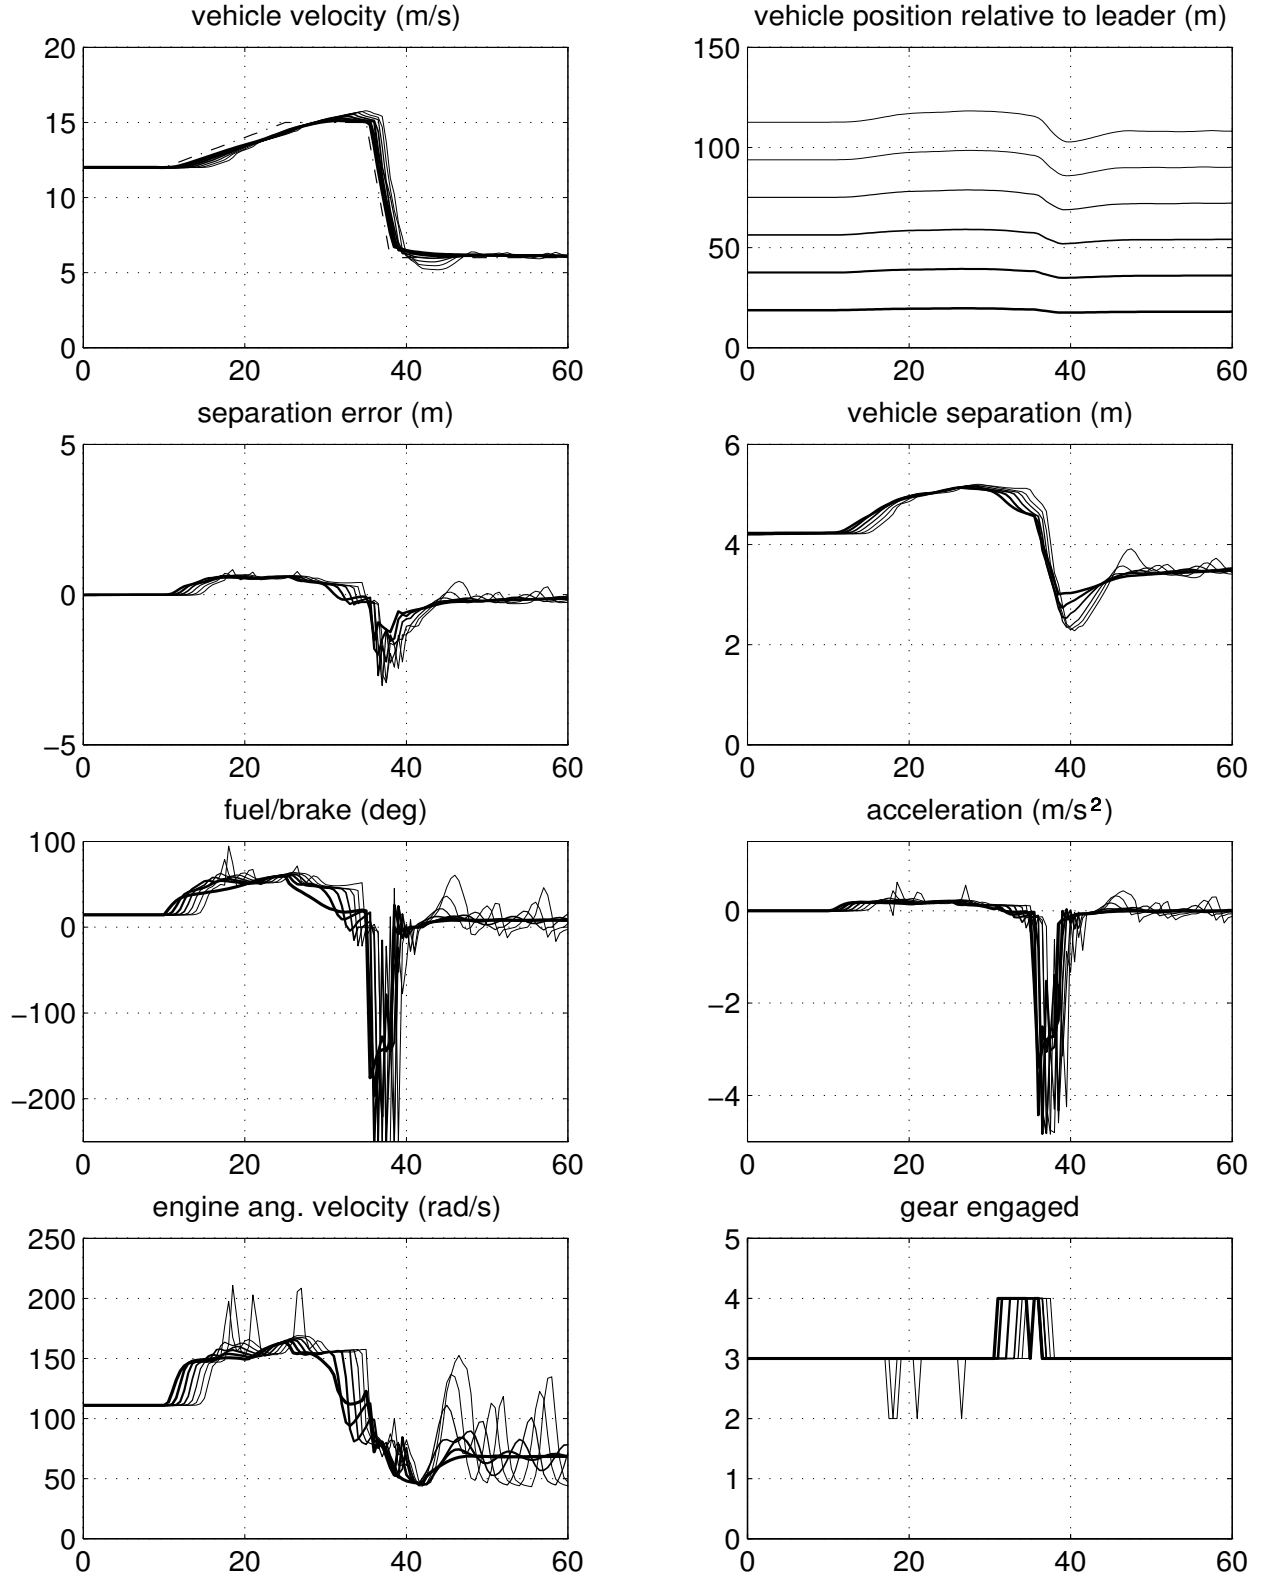 vehicle velocity (m/s)
20
15
10
5
0
0 20 40 60
vehicle position relative to leader (m)
150
100
50
0
0 20 40 60
separation error (m)
5
0
−5
0 20 40 60
vehicle separation (m)
6
4
2
0
0 20 40 60
fuel/brake (deg)
100
0
−100
−200
0 20 40 60
acceleration (m/s²)
0
−2
−4
0 20 40 60
engine ang. velocity (rad/s)
250
200
150
100
50
0
0 20 40 60
gear engaged
5
4
3
2
1
0
0 20 40 60